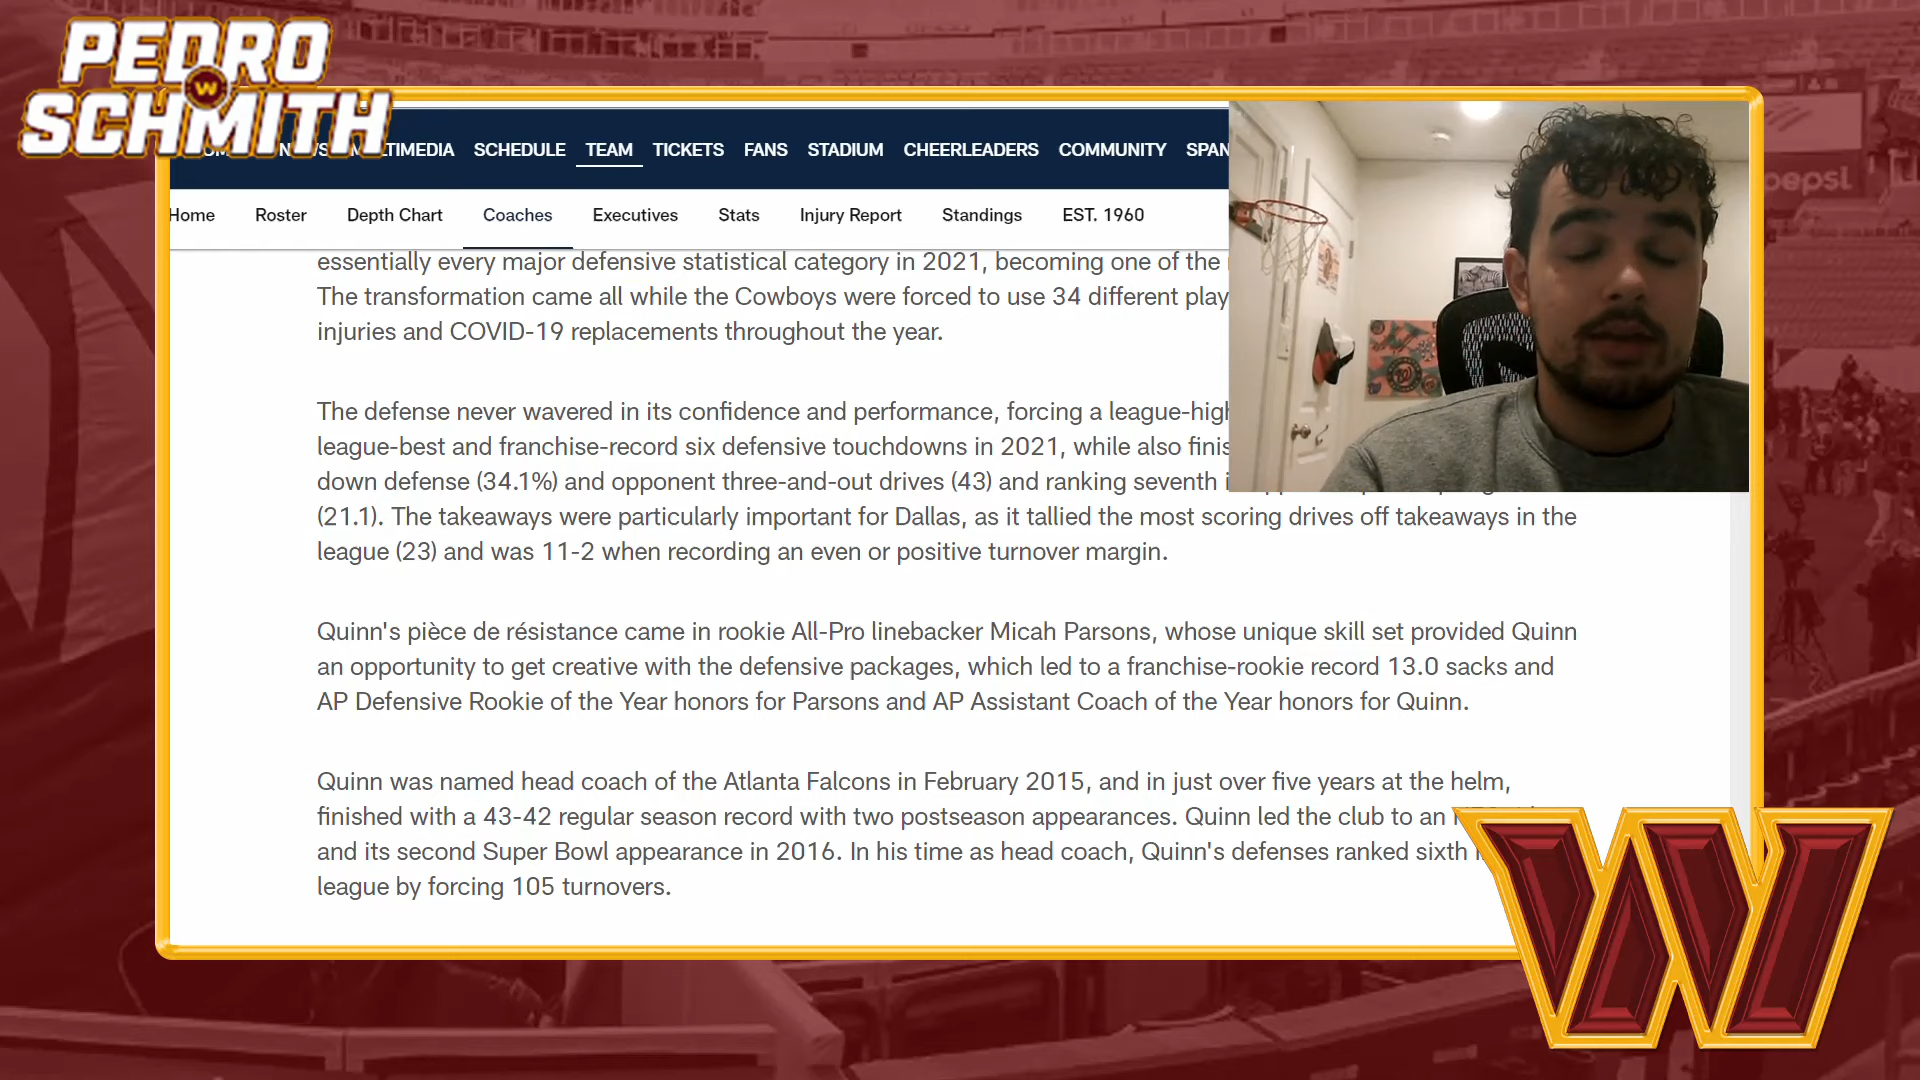 PEDRO
SCHMITH
MULTIMEDIA SCHEDULE TEAM TICKETS FANS STADIUM CHEERLEADERS COMMUNITY SPAN
Home Roster Depth Chart Coaches Executives Stats Injury Report Standings EST. 1960
essentially every major defensive statistical category in 2021, becoming one of the
The transformation came all while the Cowboys were forced to use 34 different play
injuries and COVID-19 replacements throughout the year.
The defense never wavered in its confidence and performance, forcing a league-high
league-best and franchise-record six defensive touchdowns in 2021, while also finis
down defense (34.1%) and opponent three-and-out drives (43) and ranking seventh
(21.1). The takeaways were particularly important for Dallas, as it tallied the most scoring drives off takeaways in the
league (23) and was 11-2 when recording an even or positive turnover margin.
Quinn's pièce de résistance came in rookie All-Pro linebacker Micah Parsons, whose unique skill set provided Quinn
an opportunity to get creative with the defensive packages, which led to a franchise-rookie record 13.0 sacks and
AP Defensive Rookie of the Year honors for Parsons and AP Assistant Coach of the Year honors for Quinn.
Quinn was named head coach of the Atlanta Falcons in February 2015, and in just over five years at the helm,
finished with a 43-42 regular season record with two postseason appearances. Quinn led the club to an
and its second Super Bowl appearance in 2016. In his time as head coach, Quinn's defenses ranked sixth
league by forcing 105 turnovers.
pepsi
W